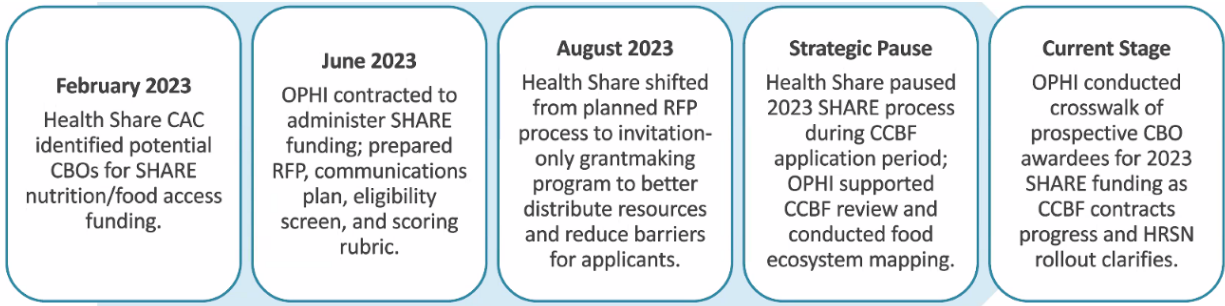 February 2023
Health Share CAC
identified potential
CBOs for SHARE
nutrition/food access
funding.
June 2023
OPHI contracted to
administer SHARE
funding; prepared
RFP, communications
plan, eligibility
screen, and scoring
rubric.
August 2023
Health Share shifted
from planned RFP
process to invitation-
only grantmaking
program to better
distribute resources
and reduce barriers
for applicants.
Strategic Pause
Health Share paused
2023 SHARE process
during CCBF
application period;
OPHI supported
CCBF review and
conducted food
ecosystem mapping.
Current Stage
OPHI conducted
crosswalk of
prospective CBO
awardees for 2023
SHARE funding as
CCBF contracts
progress and HRSN
rollout clarifies.